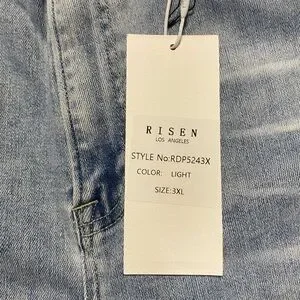 RISEN
LOS ANGELES
STYLE No:RDP5243X
COLOR: LIGHT
SIZE:3XL